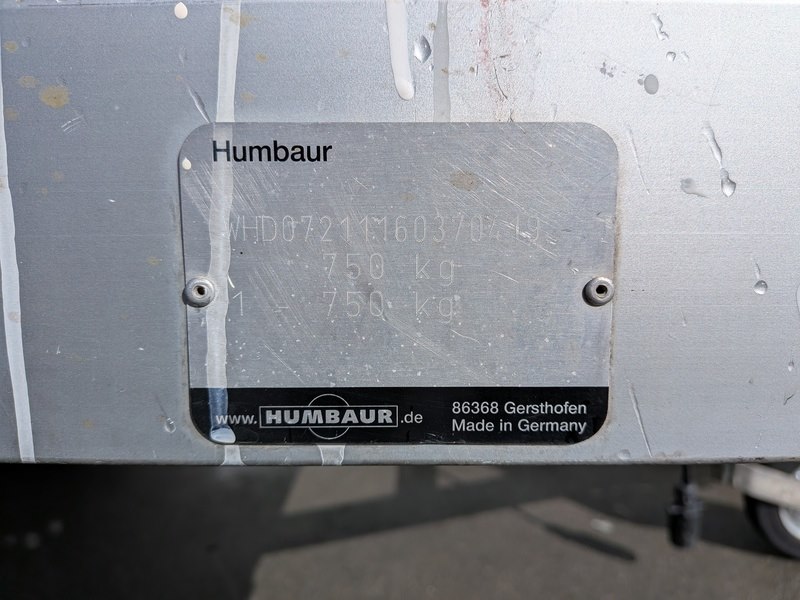 Humbaur
750 kg
1 - 750 kg
www.HUMBAUR.de
86368 Gersthofen
Made in Germany